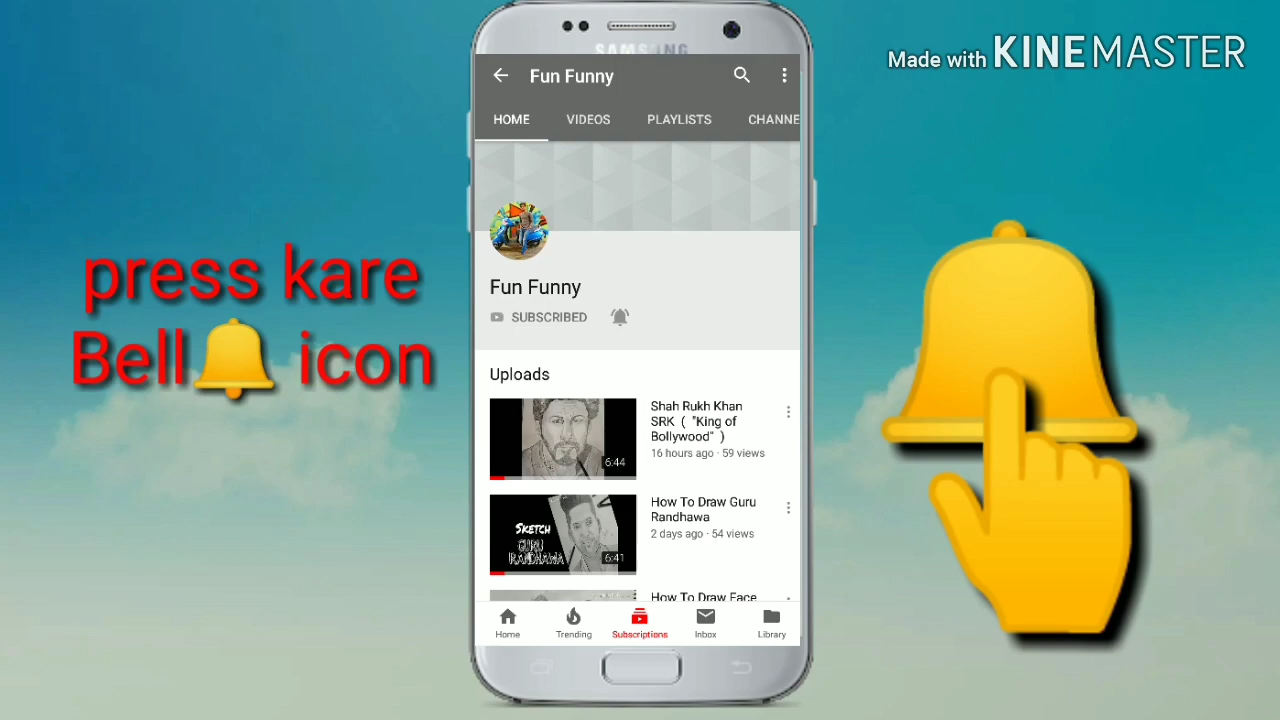 Made with KINEMASTER
SAMSUNG
Fun Funny
HOME VIDEOS PLAYLISTS CHANNE
press kare
Bell🔔 icon
Fun Funny
SUBSCRIBED
Uploads
Shah Rukh Khan
SRK ( "King of
Bollywood" )
16 hours ago · 59 views
6:44
How To Draw Guru
Randhawa
2 days ago · 54 views
SKETCH
GURU
RANDHAWA
6:41
How To Draw Face
Home Trending Subscriptions Inbox Library